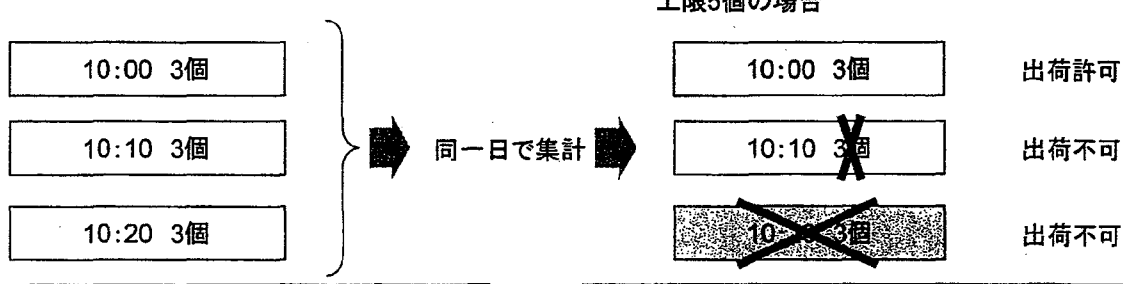 上限5個の場合
10:00 3個
10:10 3個
10:20 3個
同一日で集計
10:00 3個
出荷許可
10:10 3個
出荷不可
3個
出荷不可